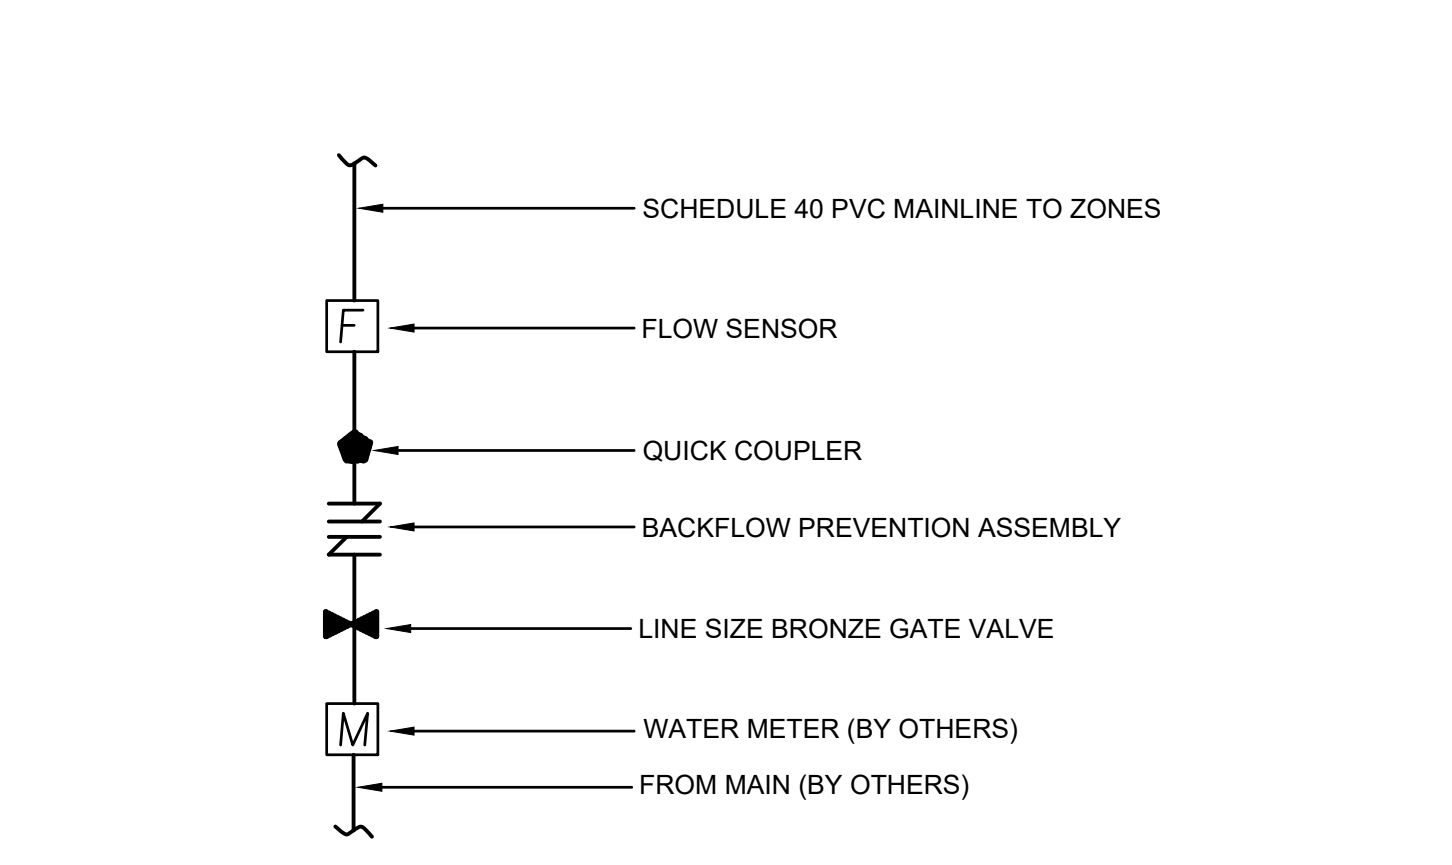 SCHEDULE 40 PVC MAINLINE TO ZONES
F
FLOW SENSOR
QUICK COUPLER
BACKFLOW PREVENTION ASSEMBLY
LINE SIZE BRONZE GATE VALVE
M
WATER METER (BY OTHERS)
FROM MAIN (BY OTHERS)